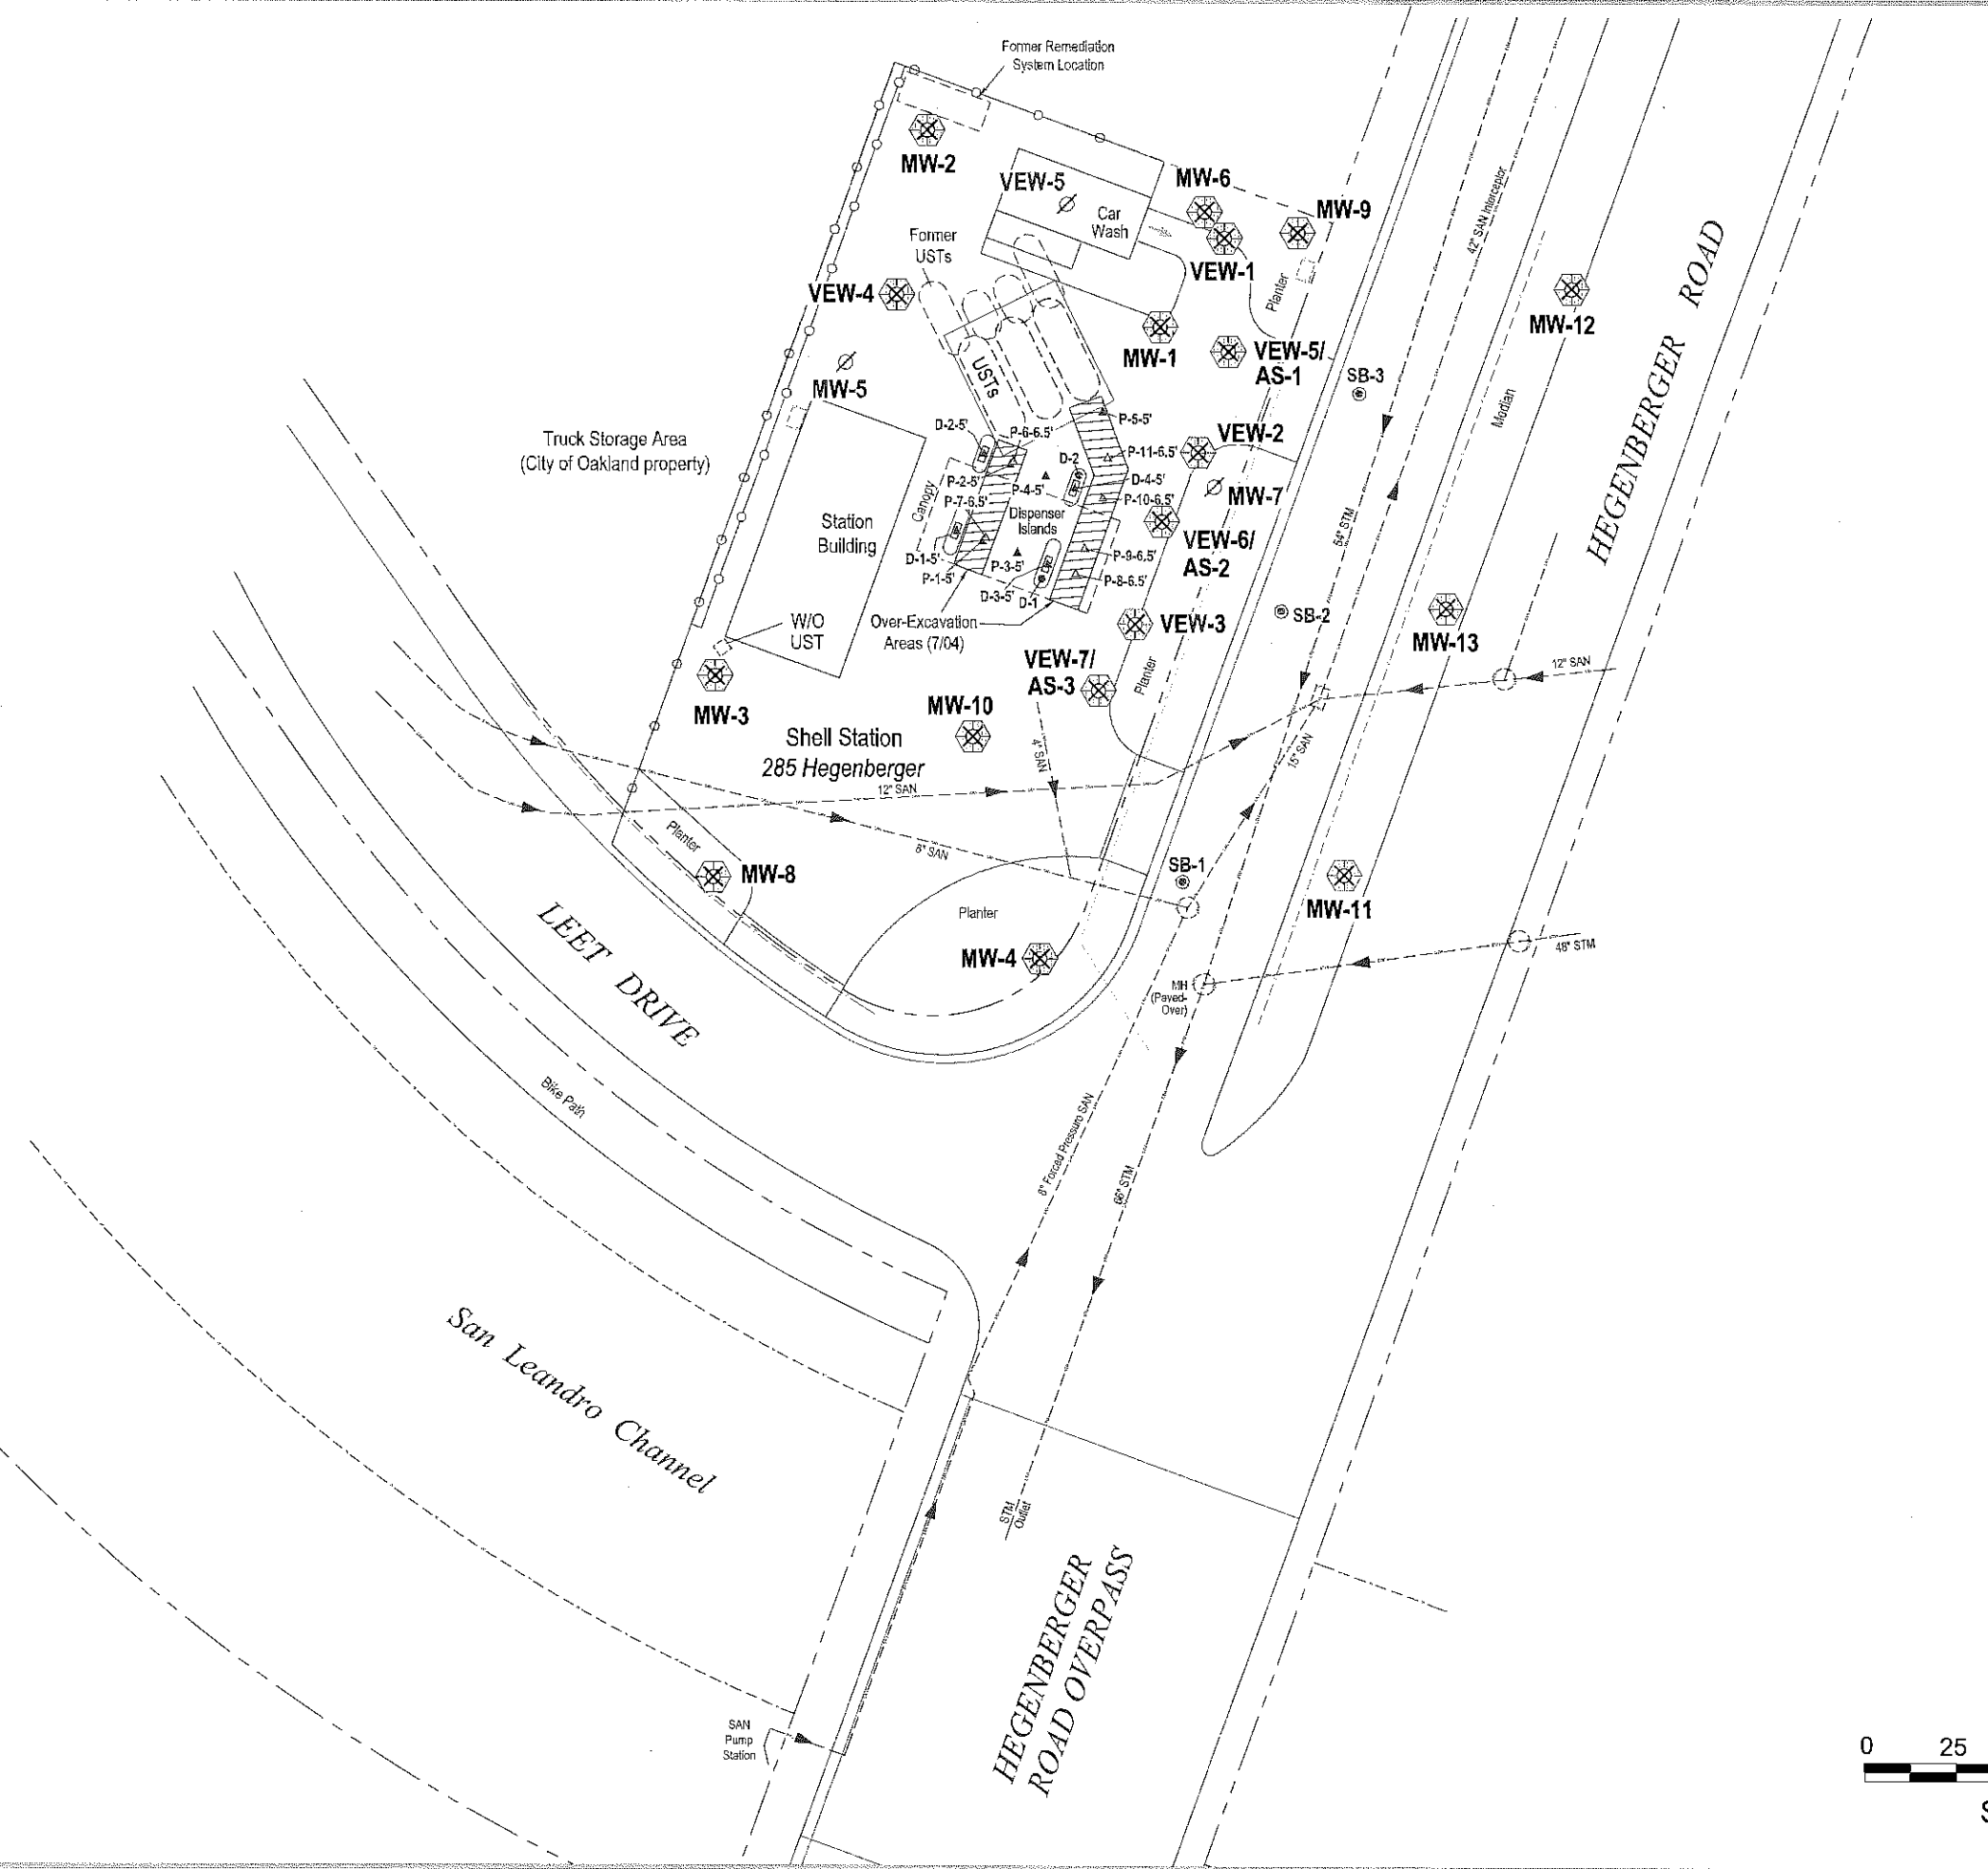 Former Remediation
System Location
MW-2
VEW-5
MW-6
MW-9
Car
Wash
Former
USTs
VEW-1
VEW-4
Planter
42" SAN Interceptor
MW-12
HEGENBERGER ROAD
MW-1
VEW-5/
AS-1
SB-3
MW-5
USTs
Median
Truck Storage Area
(City of Oakland property)
D-2-5'
P-6-6.5'
P-5-5'
VEW-2
P-11-6.5'
D-2
P-2-5'
P-4-5'
D-4-5'
MW-7
P-7-6.5'
P-10-6.5'
Canopy
Dispenser
Islands
Station
Building
VEW-6/
AS-2
54" STM
D-1-5'
P-3-5'
P-9-6.5'
P-1-5'
P-8-6.5'
D-3-5'
D-1
W/O
UST
Over-Excavation
Areas (7/04)
VEW-3
SB-2
MW-13
VEW-7/
AS-3
Planter
12" SAN
MW-3
MW-10
Shell Station
285 Hegenberger
4" SAN
15" SAN
12" SAN
Planter
8" SAN
SB-1
MW-8
MW-11
LEET DRIVE
Planter
MW-4
48" STM
MH
(Paved-
Over)
Bike Path
8" Forced Pressure SAN
66" STM
San Leandro Channel
STM
Outlet
HEGENBERGER
ROAD OVERPASS
SAN
Pump
Station
0 25